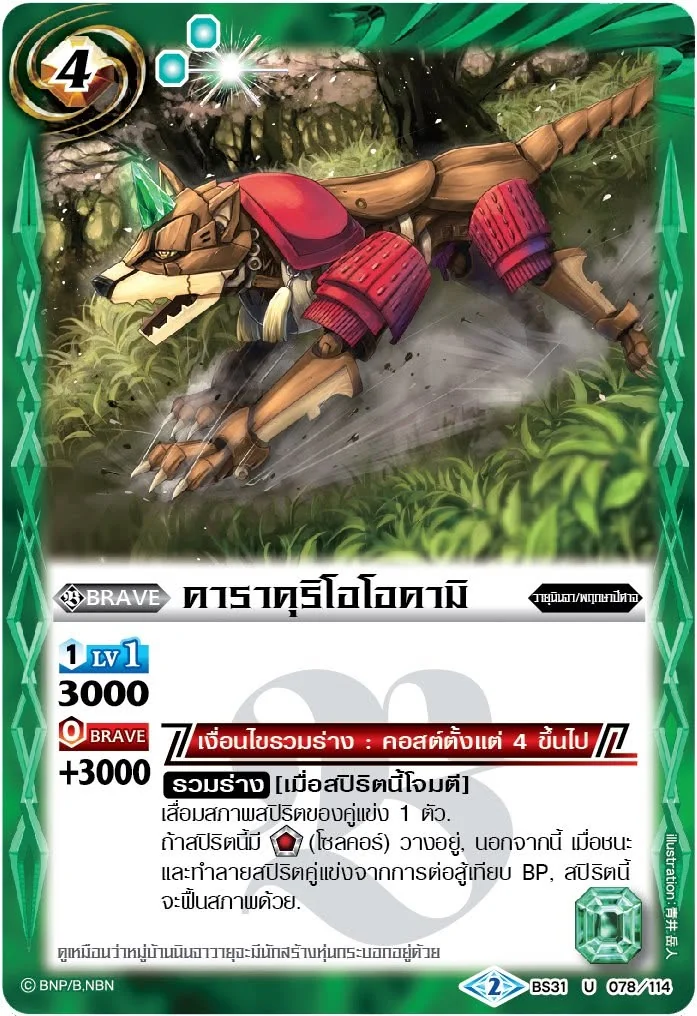 4
BRAVE คาราคุริโอโอคามิ วายุนินจา/พฤกษาปีศาจ
1 LV1
3000
0 BRAVE
+3000
เงื่อนไขรวมร่าง : คอสต์ตั้งแต่ 4 ขึ้นไป
รวมร่าง [เมื่อสปิริตนี้โจมตี]
เสื่อมสภาพสปิริตของคู่แข่ง 1 ตัว.
ถ้าสปิริตนี้มี (โซลคอร์) วางอยู่, นอกจากนี้ เมื่อชนะ
และทำลายสปิริตคู่แข่งจากการต่อสู้เทียบ BP, สปิริตนี้
จะฟื้นสภาพด้วย.
illustration: 青井 岳人
ดูเหมือนว่าหมู่บ้านนินจาวายุจะมีนักสร้างหุ่นกระบอกอยู่ด้วย
© BNP/B,NBN
2 BS31 U 078/114